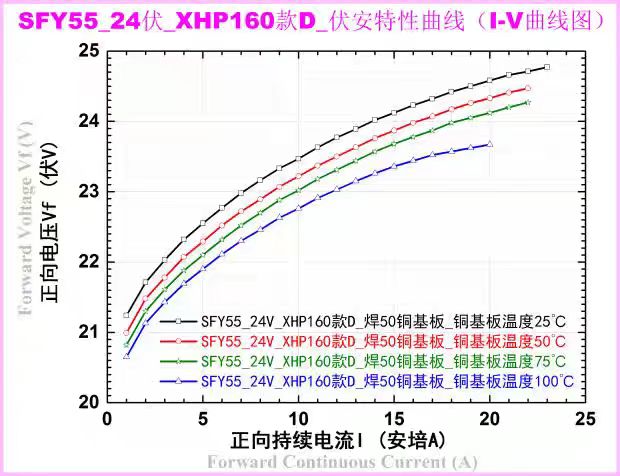 SFY55_24伏_XHP160款D_伏安特性曲线（I-V曲线图）
Forward Voltage Vf (V)
正向电压Vf (伏V)
25
24
23
22
21
20
SFY55_24V_XHP160款D_焊50铜基板_铜基板温度25℃
SFY55_24V_XHP160款D_焊50铜基板_铜基板温度50℃
SFY55_24V_XHP160款D_焊50铜基板_铜基板温度75℃
SFY55_24V_XHP160款D_焊50铜基板_铜基板温度100℃
0 5 10 15 20 25
正向持续电流I (安培A)
Forward Continuous Current (A)